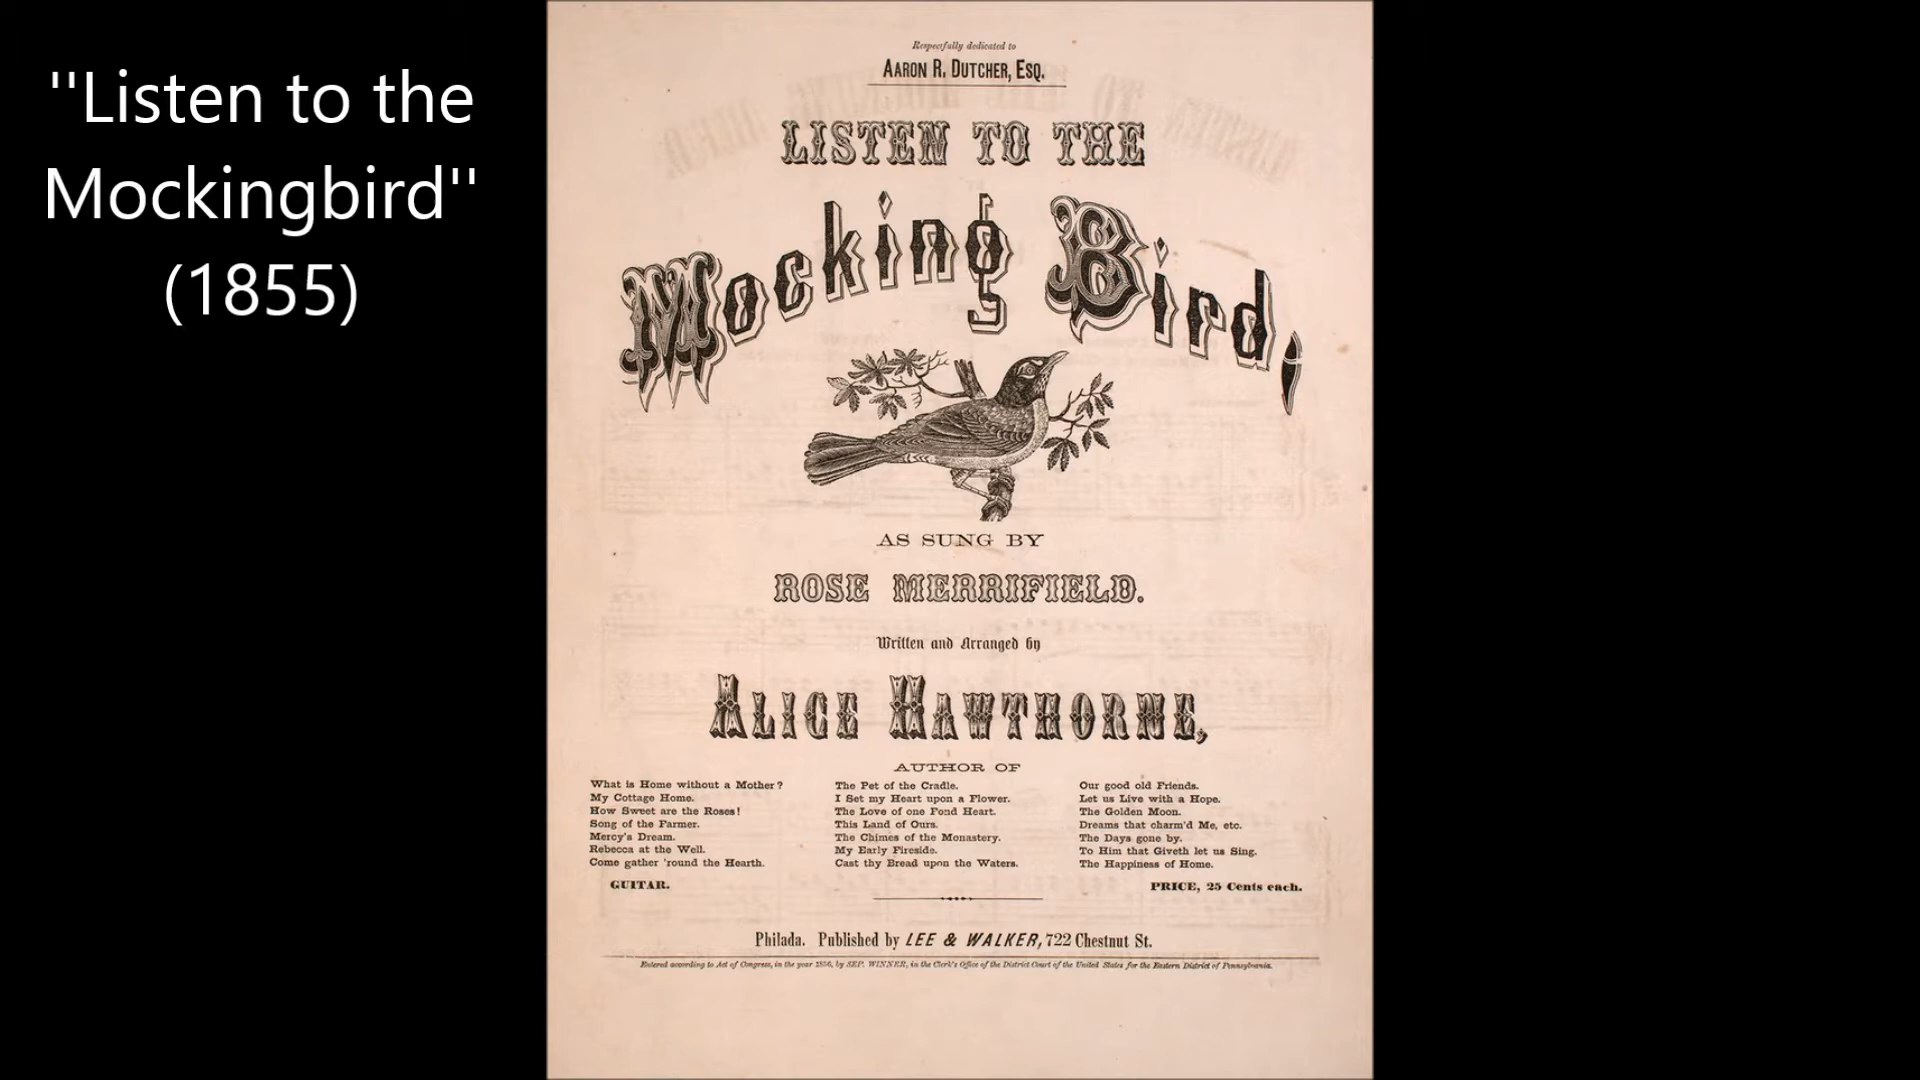 "Listen to the
Mockingbird"
(1855)
Respectfully dedicated to
AARON R. DUTCHER, ESQ.
LISTEN TO THE
Mocking Bird,
AS SUNG BY
ROSE MERRIFIELD.
Written and Arranged by
ALICE HAWTHORNE,
AUTHOR OF
What is Home without a Mother?
My Cottage Home.
How Sweet are the Roses!
Song of the Farmer.
Mercy's Dream.
Rebecca at the Well.
Come gather 'round the Hearth.
The Pet of the Cradle.
I Set my Heart upon a Flower.
The Love of one Fond Heart.
This Land of Ours.
The Chimes of the Monastery.
My Early Fireside.
Cast thy Bread upon the Waters.
Our good old Friends.
Let us Live with a Hope.
The Golden Moon.
Dreams that charm'd Me, etc.
The Days gone by.
To Him that Giveth let us Sing.
The Happiness of Home.
GUITAR.
PRICE, 25 Cents each.
Philada. Published by LEE & WALKER, 722 Chestnut St.
Entered according to Act of Congress, in the year 1856, by SEP. WINNER, in the Clerk's Office of the District Court of the United States for the Eastern District of Pennsylvania.